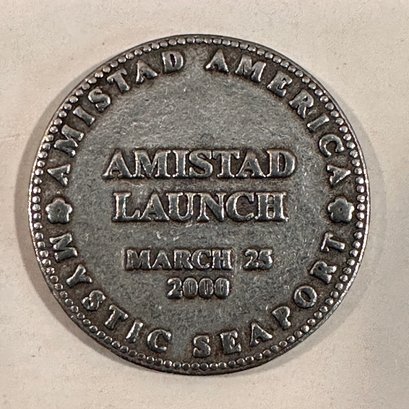 AMISTAD AMERICA
AMISTAD
LAUNCH
MARCH 25
2000
MYSTIC SEAPORT